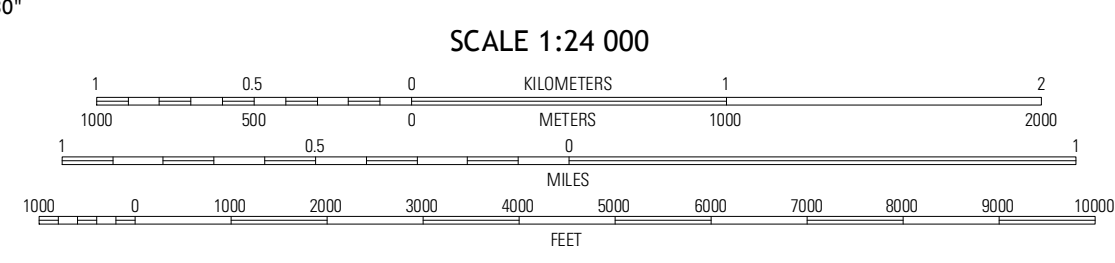 SCALE 1:24 000
1 0.5 0 KILOMETERS 1 2
1000 500 0 METERS 1000 2000
1 0.5 0 1
MILES
1000 0 1000 2000 3000 4000 5000 6000 7000 8000 9000 10000
FEET